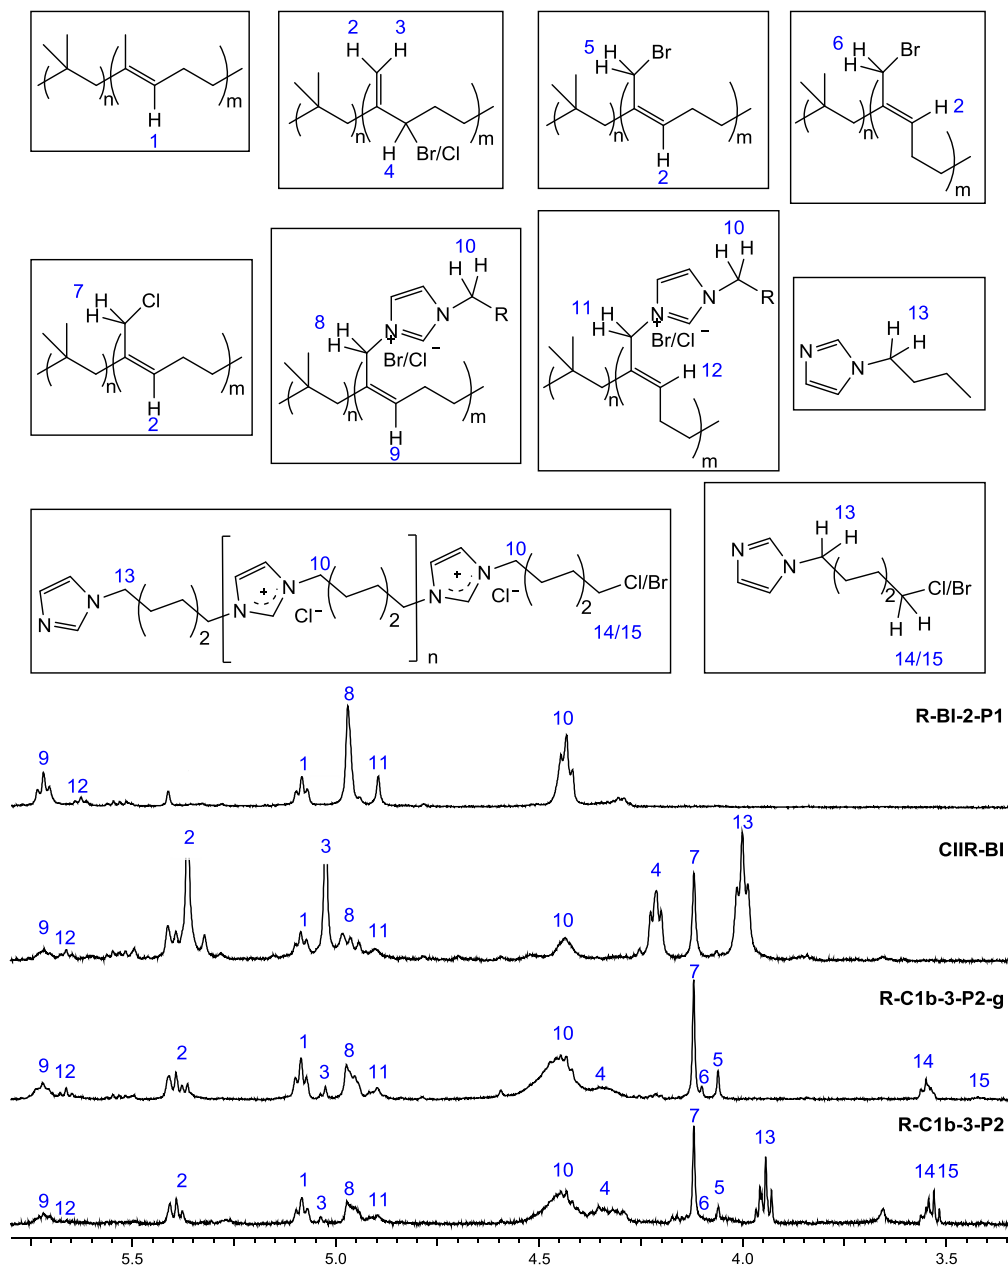 n m
H
1
2 3
H H
n m
H Br/Cl
4
5 H Br
H
n m
H
2
6 H Br
H
H 2
n
m
7 H Cl
H
n m
H
2
10
H H
N
N R
+
8 H
H Br/Cl −
n m
H
9
10
H H
N
N R
+
11 H
H Br/Cl −
H 12
n
m
13
N H H
N
13 10 10
N N N
+ +
N N N
Cl− Cl− Cl/Br
2 2 2
n
14/15
13
H H
N
N
2 Cl/Br
H H
14/15
R-BI-2-P1
9 12 1 8 11 10
CIIR-BI
9 12 2 1 3 8 11 10 4 7 13
R-C1b-3-P2-g
9 12 2 1 3 8 11 10 4 7 6 5 14 15
R-C1b-3-P2
9 12 2 1 3 8 11 10 4 7 6 5 13 14 15
5.5 5.0 4.5 4.0 3.5